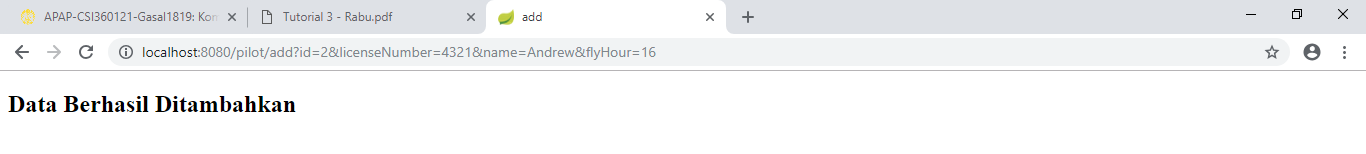 APAP-CSI360121-Gasal1819: Kom
Tutorial 3 - Rabu.pdf
add
localhost:8080/pilot/add?id=2&licenseNumber=4321&name=Andrew&flyHour=16
Data Berhasil Ditambahkan